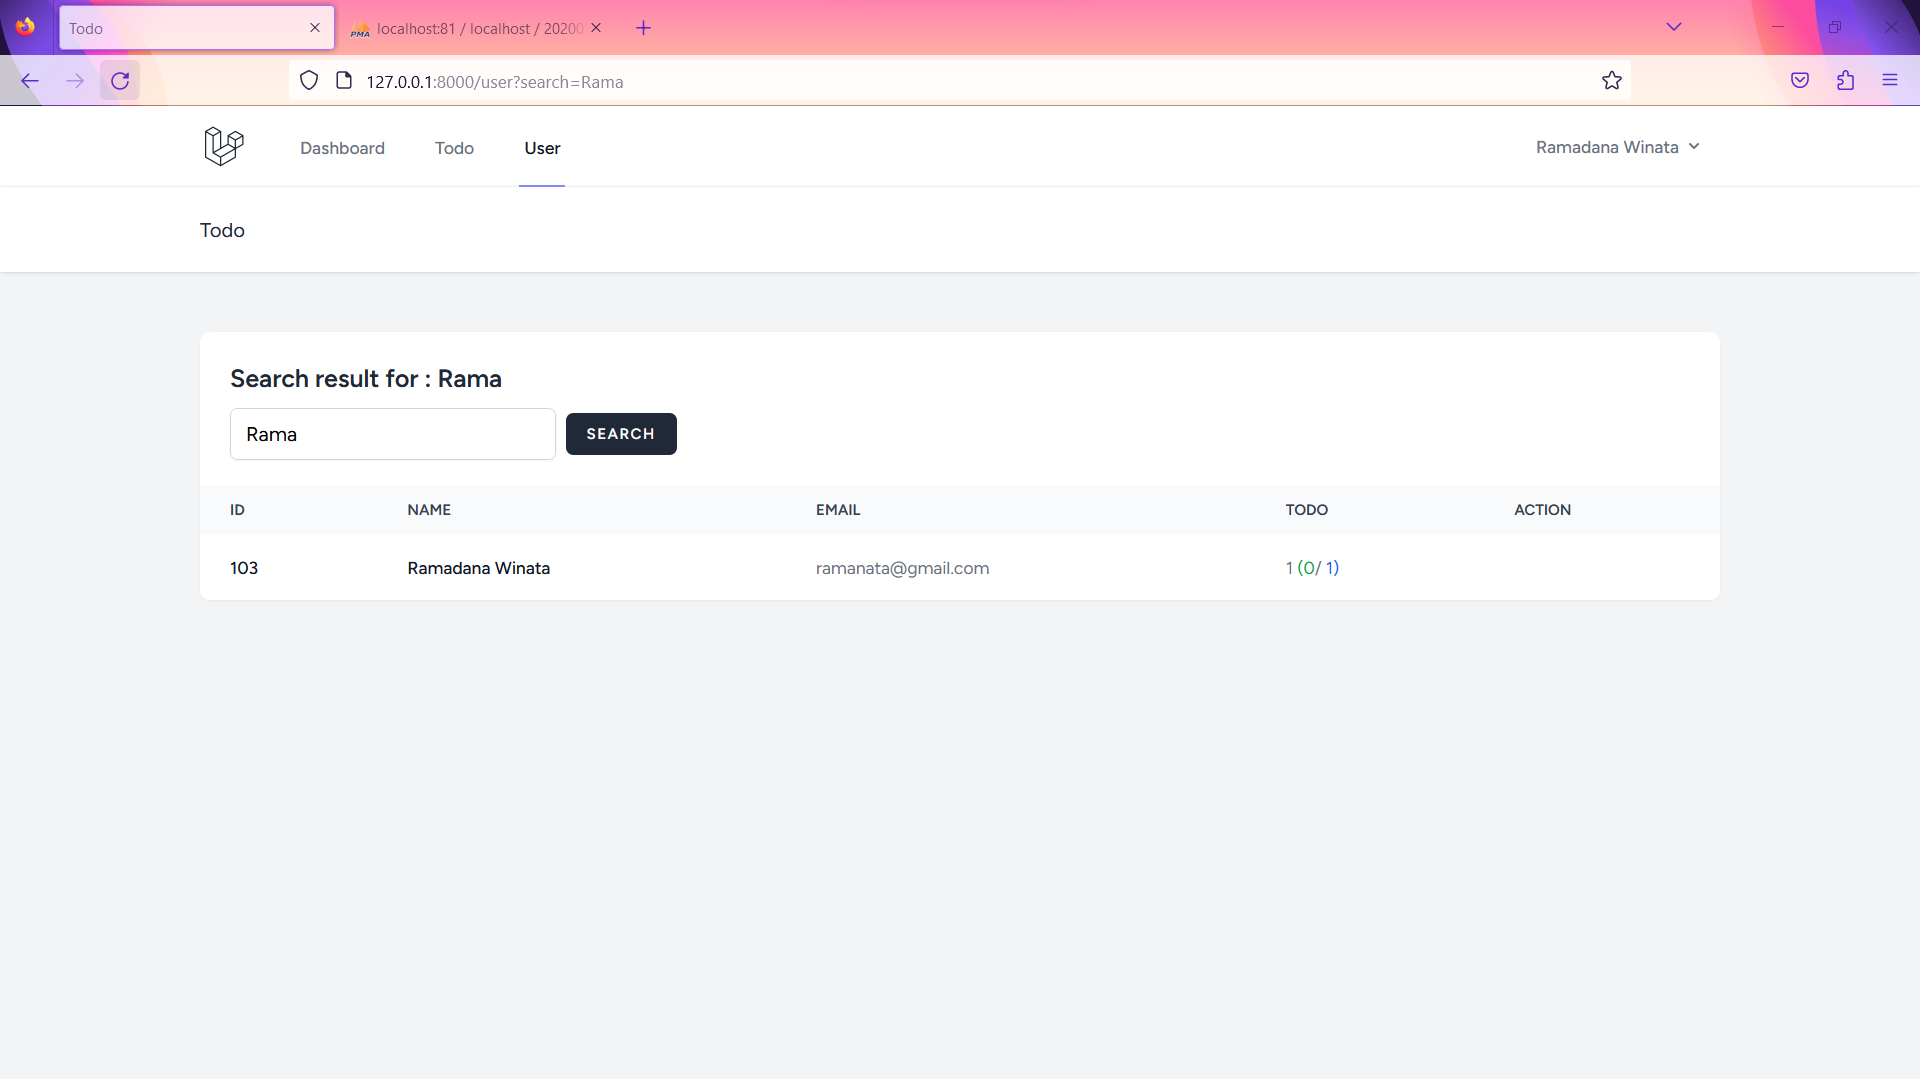 Todo
PMA localhost:81 / localhost / 20200
127.0.0.1:8000/user?search=Rama
Dashboard Todo User Ramadana Winata
Todo
Search result for : Rama
Rama SEARCH
ID NAME EMAIL TODO ACTION
103 Ramadana Winata ramanata@gmail.com 1 (0/ 1)